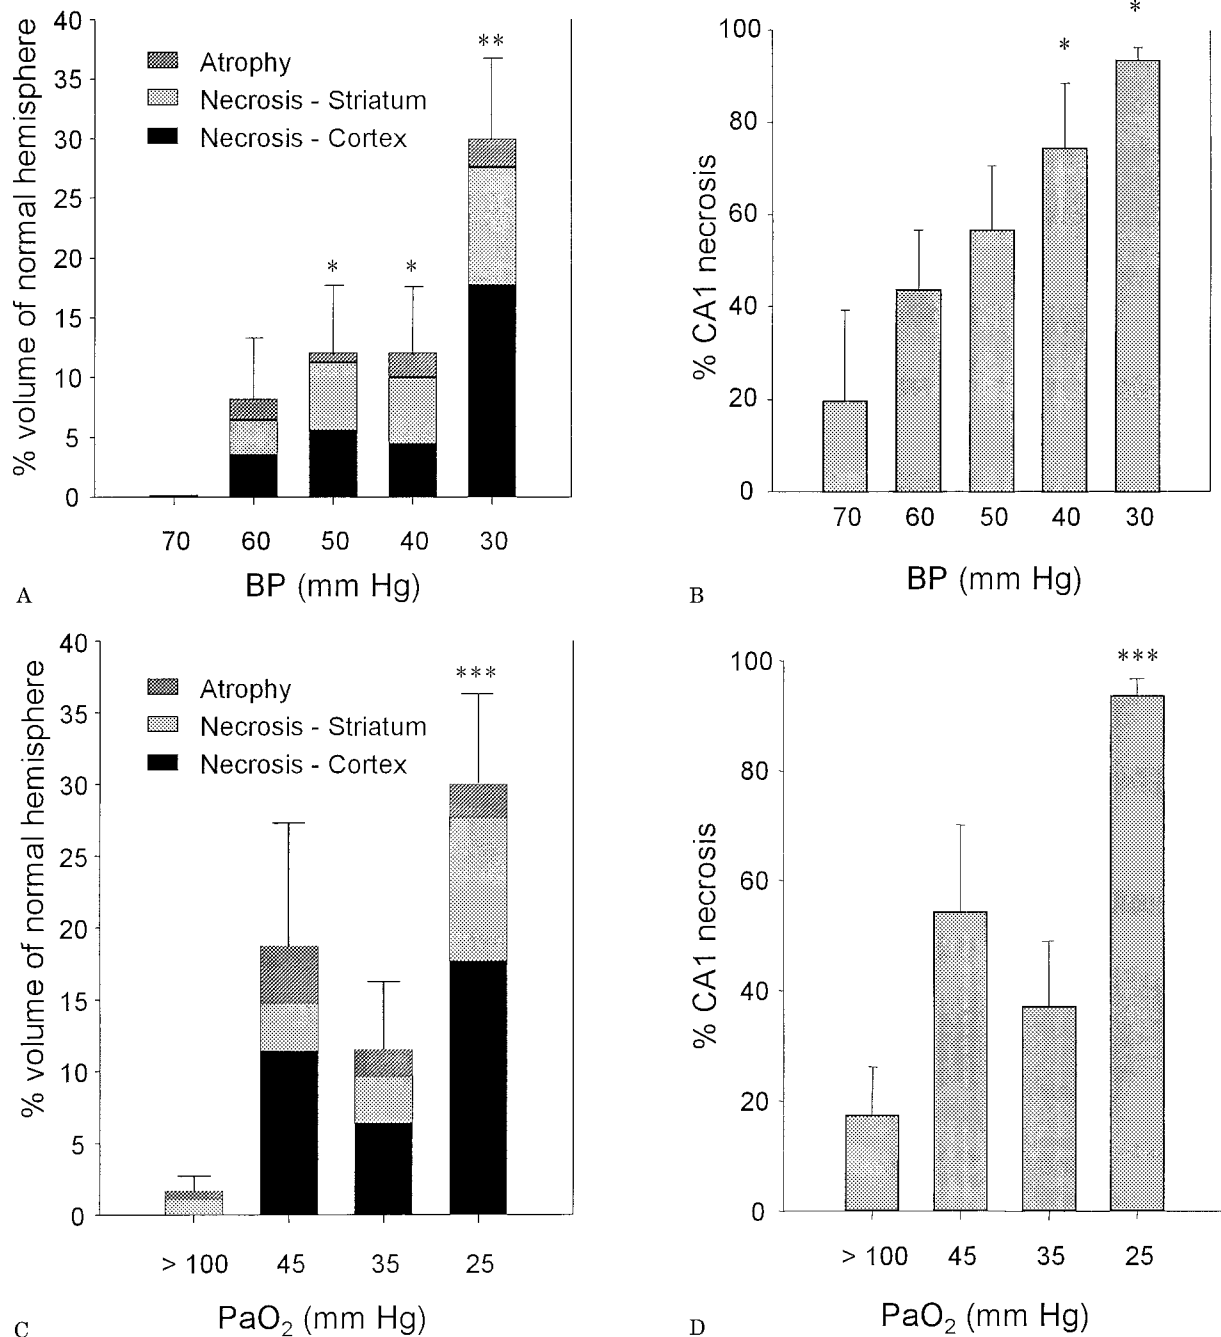 % volume of normal hemisphere
40
35
30
25
20
15
10
5
0
Atrophy
Necrosis - Striatum
Necrosis - Cortex
*
*
**
70 60 50 40 30
BP (mm Hg)
A
% CA1 necrosis
100
80
60
40
20
0
*
*
70 60 50 40 30
BP (mm Hg)
B
% volume of normal hemisphere
40
35
30
25
20
15
10
5
0
Atrophy
Necrosis - Striatum
Necrosis - Cortex
***
> 100 45 35 25
PaO₂ (mm Hg)
C
% CA1 necrosis
100
80
60
40
20
0
***
> 100 45 35 25
PaO₂ (mm Hg)
D